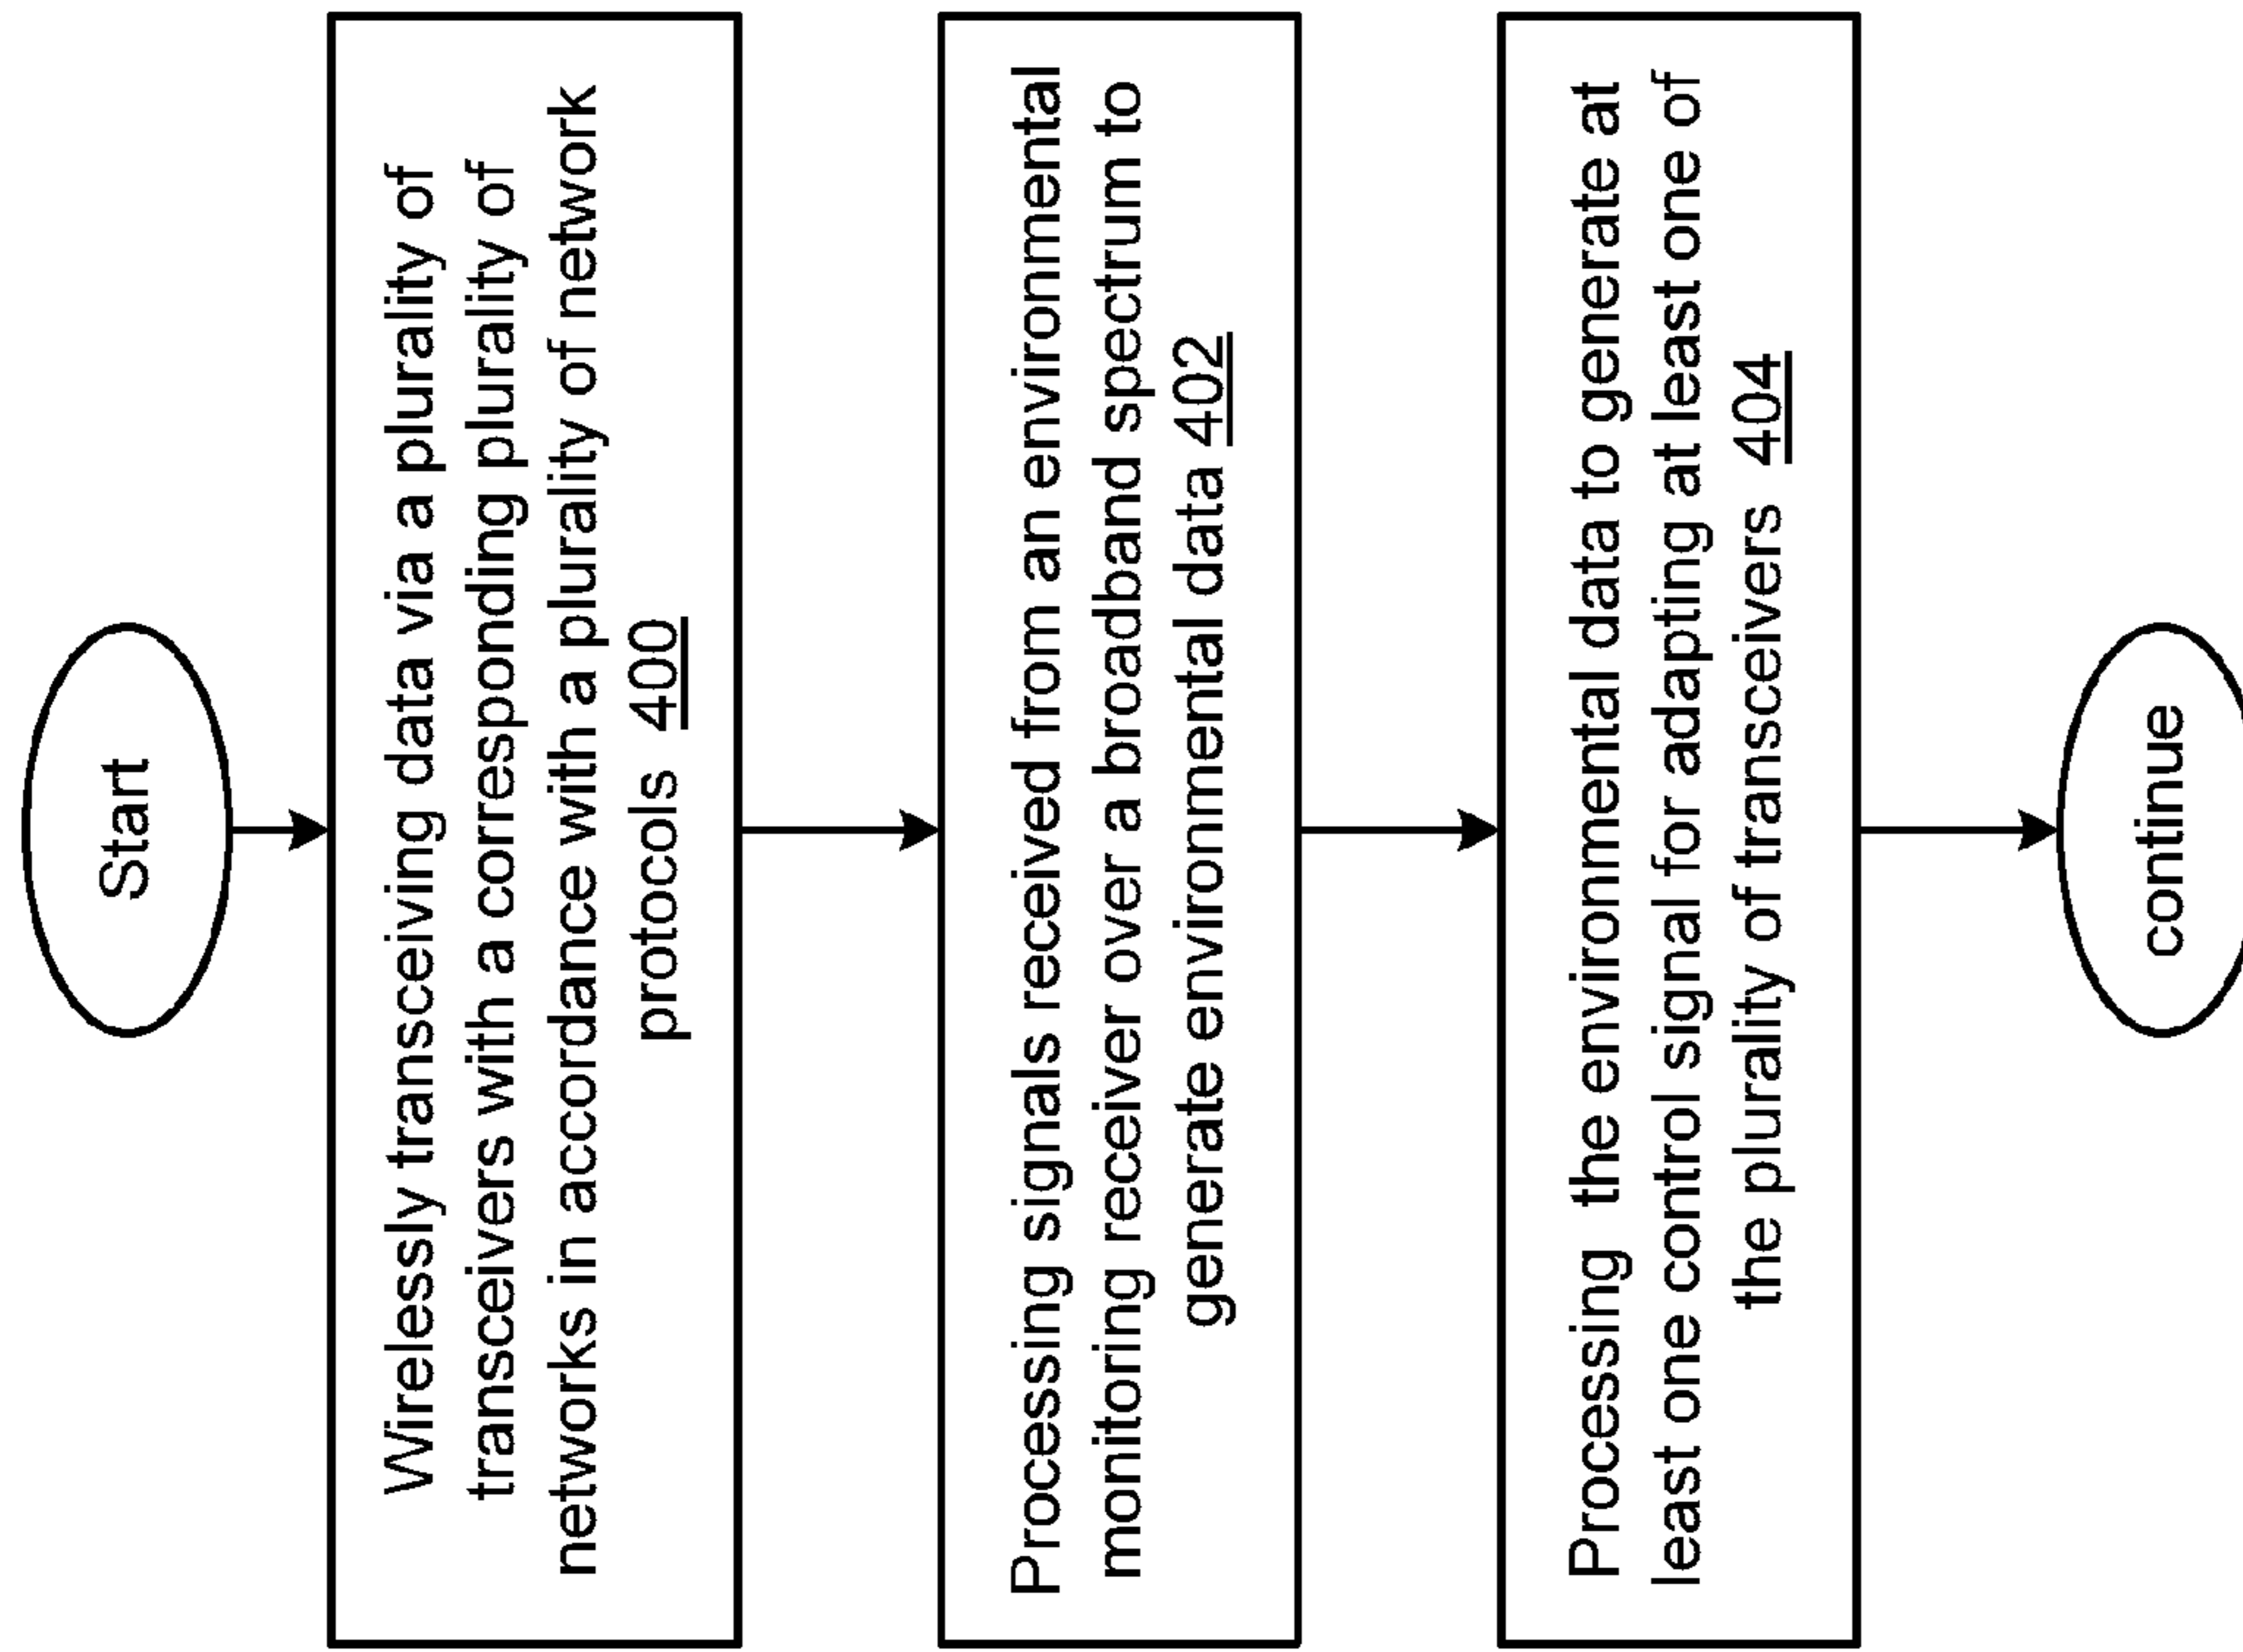 Start
Wirelessly transceiving data via a plurality of
transceivers with a corresponding plurality of
networks in accordance with a plurality of network
protocols 400
Processing signals received from an environmental
monitoring receiver over a broadband spectrum to
generate environmental data 402
Processing the environmental data to generate at
least one control signal for adapting at least one of
the plurality of transceivers 404
continue